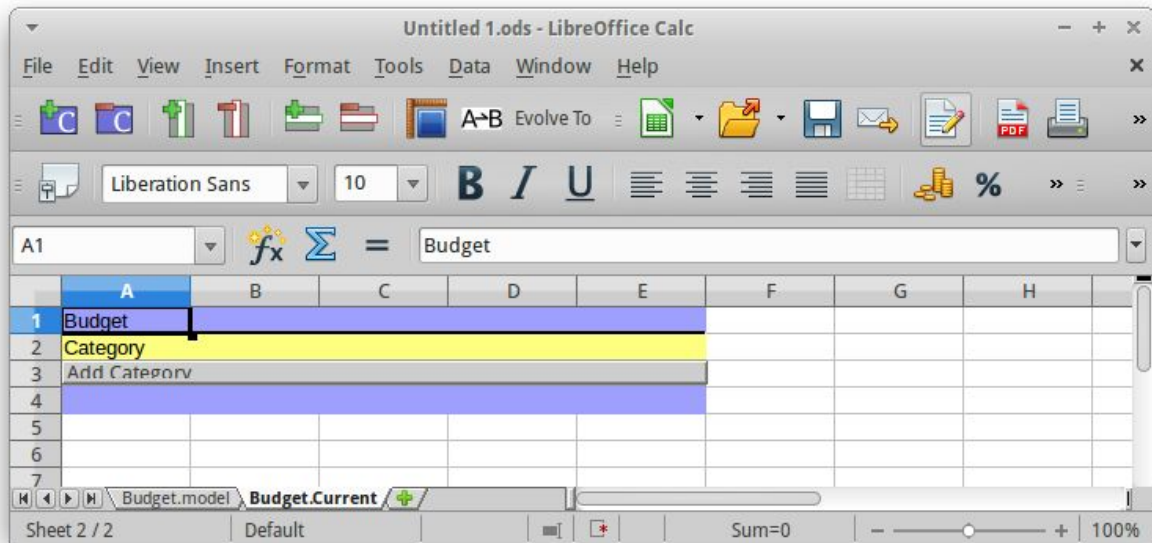 Untitled 1.ods - LibreOffice Calc
File Edit View Insert Format Tools Data Window Help
C C A→B Evolve To PDF »
Liberation Sans 10 B I U % » »
A1 fx Σ = Budget
A B C D E F G H
1 Budget
2 Category
3 Add Category
4
5
6
7
Budget.model Budget.Current
Sheet 2 / 2 Default Sum=0 100%